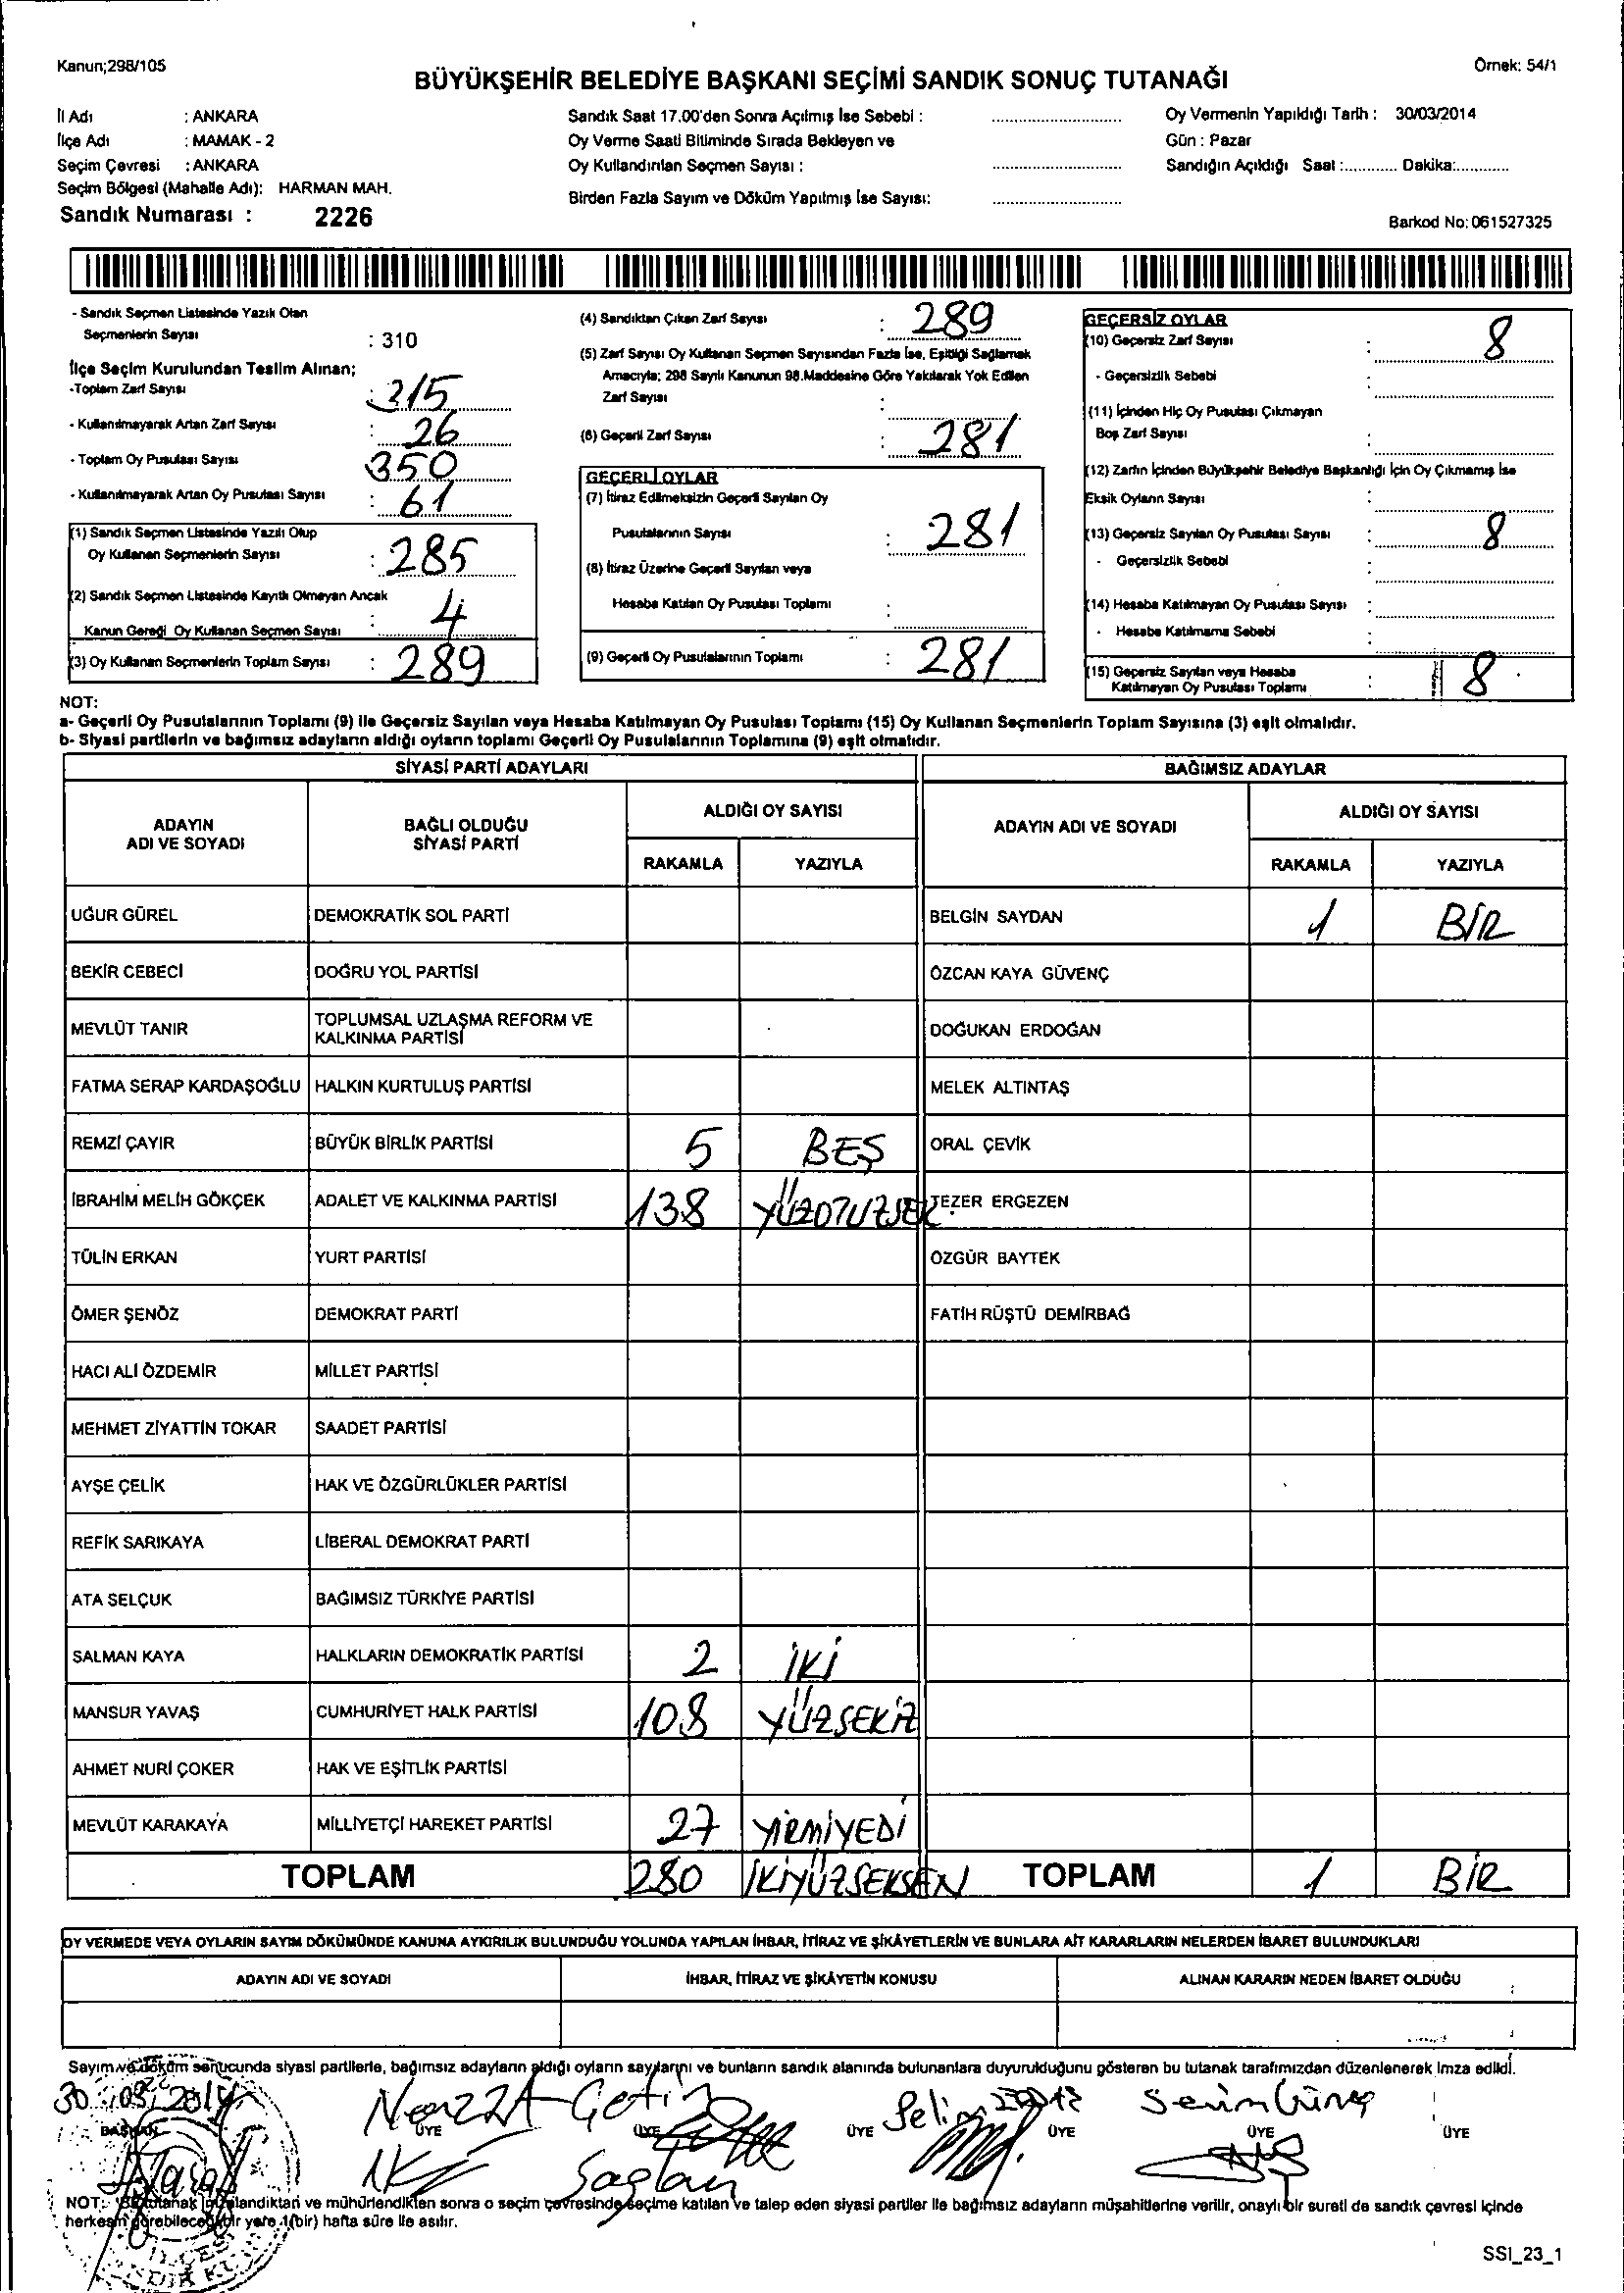 Kanun;298/105
Örnek: 54/1
BÜYÜKŞEHİR BELEDİYE BAŞKANI SEÇİMİ SANDIK SONUÇ TUTANAĞI
İl Adı : ANKARA
İlçe Adı : MAMAK - 2
Seçim Çevresi : ANKARA
Seçim Bölgesi (Mahalle Adı): HARMAN MAH.
Sandık Numarası : 2226
Sandık Saat 17.00'den Sonra Açılmış İse Sebebi :
Oy Verme Saati Bitiminde Sırada Bekleyen ve
Oy Kullandırılan Seçmen Sayısı :
Birden Fazla Sayım ve Döküm Yapılmış İse Sayısı:
Oy Vermenin Yapıldığı Tarih : 30/03/2014
Gün : Pazar
Sandığın Açıldığı Saat :............ Dakika:............
Barkod No: 061527325
- Sandık Seçmen Listesinde Yazılı Olan
Seçmenlerin Sayısı : 310
İlçe Seçim Kurulundan Teslim Alınan;
-Toplam Zarf Sayısı : 315
- Kullanılmayarak Artan Zarf Sayısı : 26
- Toplam Oy Pusulası Sayısı 350
- Kullanılmayarak Artan Oy Pusulası Sayısı : 61
(1) Sandık Seçmen Listesinde Yazılı Olup
Oy Kullanan Seçmenlerin Sayısı : 285
(2) Sandık Seçmen Listesinde Kayıtlı Olmayan Ancak
Kanun Gereği Oy Kullanan Seçmen Sayısı : 4
(3) Oy Kullanan Seçmenlerin Toplam Sayısı : 289
(4) Sandıktan Çıkan Zarf Sayısı : 289
(5) Zarf Sayısı Oy Kullanan Seçmen Sayısından Fazla İse, Eşitliği Sağlamak
Amacıyla; 298 Sayılı Kanunun 98.Maddesine Göre Yakılarak Yok Edilen
Zarf Sayısı :
(6) Geçerli Zarf Sayısı : 281
GEÇERLİ OYLAR
(7) İtiraz Edilmeksizin Geçerli Sayılan Oy
Pusulalarının Sayısı : 281
(8) İtiraz Üzerine Geçerli Sayılan veya
Hesaba Katılan Oy Pusulası Toplamı :
(9) Geçerli Oy Pusulalarının Toplamı : 281
GEÇERSİZ OYLAR
(10) Geçersiz Zarf Sayısı : 8
- Geçersizlik Sebebi :
(11) İçinden Hiç Oy Pusulası Çıkmayan
Boş Zarf Sayısı :
(12) Zarfın İçinden Büyükşehir Belediye Başkanlığı İçin Oy Çıkmamış İse
Eksik Oyların Sayısı :
(13) Geçersiz Sayılan Oy Pusulası Sayısı : 8
- Geçersizlik Sebebi :
(14) Hesaba Katılmayan Oy Pusulası Sayısı :
- Hesaba Katılmama Sebebi :
(15) Geçersiz Sayılan veya Hesaba
Katılmayan Oy Pusulası Toplamı : 8
NOT:
a- Geçerli Oy Pusulalarının Toplamı (9) ile Geçersiz Sayılan veya Hesaba Katılmayan Oy Pusulası Toplamı (15) Oy Kullanan Seçmenlerin Toplam Sayısına (3) eşit olmalıdır.
b- Siyasi partilerin ve bağımsız adayların aldığı oyların toplamı Geçerli Oy Pusulalarının Toplamına (9) eşit olmalıdır.
SİYASİ PARTİ ADAYLARI BAĞIMSIZ ADAYLAR
ADAYIN ADI VE SOYADI BAĞLI OLDUĞU SİYASİ PARTİ ALDIĞI OY SAYISI ADAYIN ADI VE SOYADI ALDIĞI OY SAYISI
RAKAMLA YAZIYLA RAKAMLA YAZIYLA
UĞUR GÜREL DEMOKRATİK SOL PARTİ BELGİN SAYDAN 1 BİR
BEKİR CEBECİ DOĞRU YOL PARTİSİ ÖZCAN KAYA GÜVENÇ
MEVLÜT TANIR TOPLUMSAL UZLAŞMA REFORM VE KALKINMA PARTİSİ DOĞUKAN ERDOĞAN
FATMA SERAP KARDAŞOĞLU HALKIN KURTULUŞ PARTİSİ MELEK ALTINTAŞ
REMZİ ÇAYIR BÜYÜK BİRLİK PARTİSİ 5 BEŞ ORAL ÇEVİK
İBRAHİM MELİH GÖKÇEK ADALET VE KALKINMA PARTİSİ 138 YÜZOTUZSEK. TEZER ERGEZEN
TÜLİN ERKAN YURT PARTİSİ ÖZGÜR BAYTEK
ÖMER ŞENÖZ DEMOKRAT PARTİ FATİH RÜŞTÜ DEMİRBAĞ
HACI ALİ ÖZDEMİR MİLLET PARTİSİ
MEHMET ZİYATTİN TOKAR SAADET PARTİSİ
AYŞE ÇELİK HAK VE ÖZGÜRLÜKLER PARTİSİ
REFİK SARIKAYA LİBERAL DEMOKRAT PARTİ
ATA SELÇUK BAĞIMSIZ TÜRKİYE PARTİSİ
SALMAN KAYA HALKLARIN DEMOKRATİK PARTİSİ 2 İKİ
MANSUR YAVAŞ CUMHURİYET HALK PARTİSİ 108 YÜZSEKİZ
AHMET NURİ ÇOKER HAK VE EŞİTLİK PARTİSİ
MEVLÜT KARAKAYA MİLLİYETÇİ HAREKET PARTİSİ 27 YİRMİYEDİ
TOPLAM 280 İKİYÜZSEKSEN TOPLAM 1 BİR
OY VERMEDE VEYA OYLARIN SAYIM DÖKÜMÜNDE KANUNA AYKIRILIK BULUNDUĞU YOLUNDA YAPILAN İHBAR, İTİRAZ VE ŞİKÂYETLERİN VE BUNLARA AİT KARARLARIN NELERDEN İBARET BULUNDUKLARI
ADAYIN ADI VE SOYADI İHBAR, İTİRAZ VE ŞİKÂYETİN KONUSU ALINAN KARARIN NEDEN İBARET OLDUĞU
Sayım ve döküm sonucunda siyasi partilerle, bağımsız adayların aldığı oyların sayılarını ve bunların sandık alanında bulunanlara duyurulduğunu gösteren bu tutanak tarafımızdan düzenlenerek imza edildi.
30 .03. 2014
Çetin Selim
BAŞKAN ÜYE ÜYE ÜYE ÜYE ÜYE ÜYE
Sağlan
NOT: Bu tutanak imzalandıktan ve mühürlendikten sonra o seçim çevresinde seçime katılan ve talep eden siyasi partiler ile bağımsız adayların müşahitlerine verilir, onaylı bir sureti de sandık çevresi içinde
herkesin görebileceği bir yere 1(bir) hafta süre ile asılır.
SSI_23_1